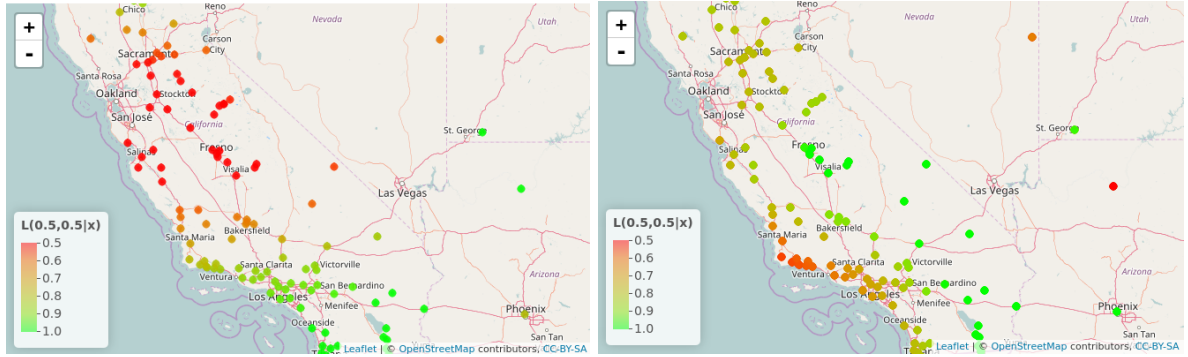 +
-
Chico
Reno
Nevada
Utah
Carson
City
Sacramento
Santa Rosa
Oakland
Stockton
San José
California
St. George
Salinas
Fresno
Visalia
Las Vegas
Santa Maria
Bakersfield
Arizona
Santa Clarita
Victorville
Ventura
Los Angeles
San Bernardino
Menifee
Phoenix
Oceanside
San Tan
L(0.5,0.5|x)
0.5
0.6
0.7
0.8
0.9
1.0
Leaflet | © OpenStreetMap contributors, CC-BY-SA
+
-
Chico
Reno
Nevada
Utah
Carson
City
Sacramento
Santa Rosa
Oakland
Stockton
San José
California
St. George
Salinas
Fresno
Visalia
Las Vegas
Santa Maria
Bakersfield
Arizona
Santa Clarita
Victorville
Ventura
Los Angeles
San Bernardino
Menifee
Phoenix
Oceanside
San Tan
L(0.5,0.5|x)
0.5
0.6
0.7
0.8
0.9
1.0
Leaflet | © OpenStreetMap contributors, CC-BY-SA